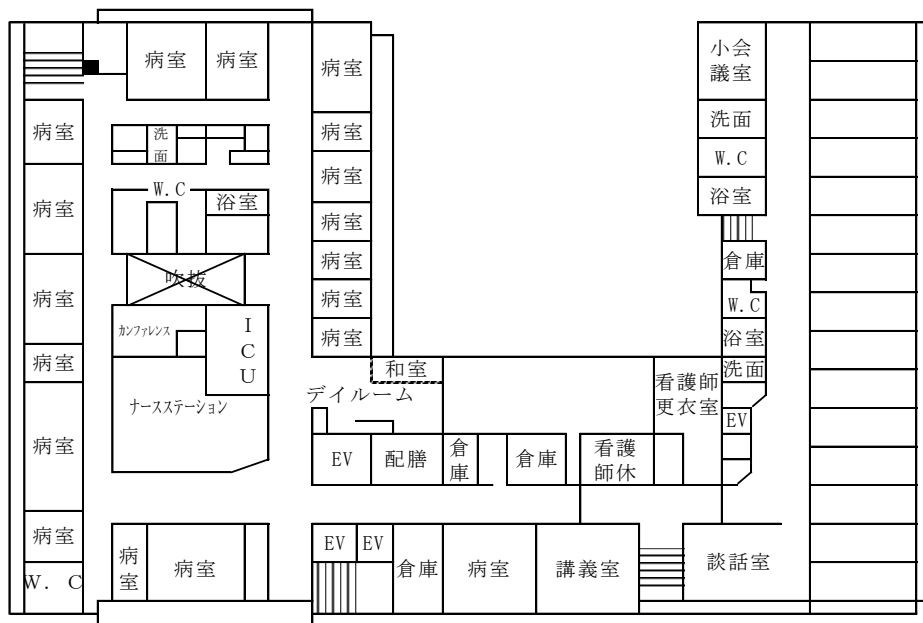 病室
病室
病室
小会
議室
病室
洗
面
病室
洗面
病室
W.C
病室
W.C
浴室
浴室
病室
病室
吹抜
病室
倉庫
病室
W.C
カンファレンス
I
C
U
病室
浴室
病室
和室
洗面
デイルーム
看護師
更衣室
ナースステーション
EV
病室
EV
配膳
倉
庫
倉庫
看護
師休
病室
病
室
病室
EV
EV
倉庫
病室
講義室
談話室
W. C